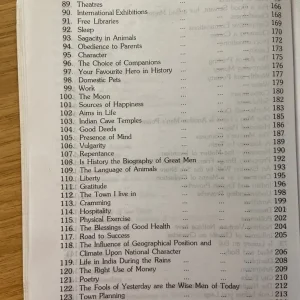 89. Theatres ... ...
90. International Exhibitions ... ... 166
91. Free Libraries ... ... 168
92. Sleep ... ... 169
93. Sagacity in Animals ... ... 170
94. Obedience to Parents ... ... 172
95. Character ... ... 173
96. The Choice of Companions ... ... 175
97. Your Favourite Hero in History ... ... 176
98. Domestic Pets ... ... 177
99. Work ... ... 179
100. The Moon ... ... 180
101. Sources of Happiness ... ... 182
102. Aims in Life ... ... 183
103. Indian Cave Temples ... ... 185
104. Good Deeds ... ... 186
105. Presence of Mind ... ... 187
106. Vulgarity ... ... 189
107. Repentance ... ... 190
108. Is History the Biography of Great Men ... ... 192
109. The Language of Animals ... ... 193
110. Liberty ... ... 195
111. Gratitude ... ... 196
112. The Town I live in ... ... 198
113. Cramming ... ... 199
114. Hospitality ... ... 201
115. Physical Exercise ... ... 202
116. The Blessings of Good Health ... ... 204
117. Road to Success ... ... 205
118. The Influence of Geographical Position and
Climate Upon National Character ... ... 206
119. Life in India During the Rains ... ... 208
120. The Right Use of Money ... ... 209
121. Poetry ... ... 211
122. The Fools of Yesterday are the Wise Men of Today ... 212
123. Town Planning ... ... 213